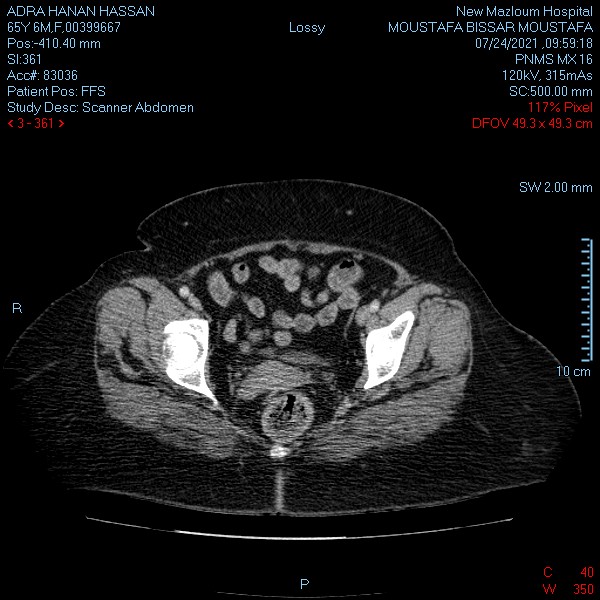 ADRA HANAN HASSAN
65Y 6M,F,00399667
Pos:-410.40 mm
SI:361
Acc#: 83036
Patient Pos: FFS
Study Desc: Scanner Abdomen
< 3 - 361 >
Lossy
New Mazloum Hospital
MOUSTAFA BISSAR MOUSTAFA
07/24/2021 ,09:59:18
PNMS MX 16
120kV, 315mAs
SC:500.00 mm
117% Pixel
DFOV 49.3 x 49.3 cm
SW 2.00 mm
R
10 cm
P
C 40
W 350